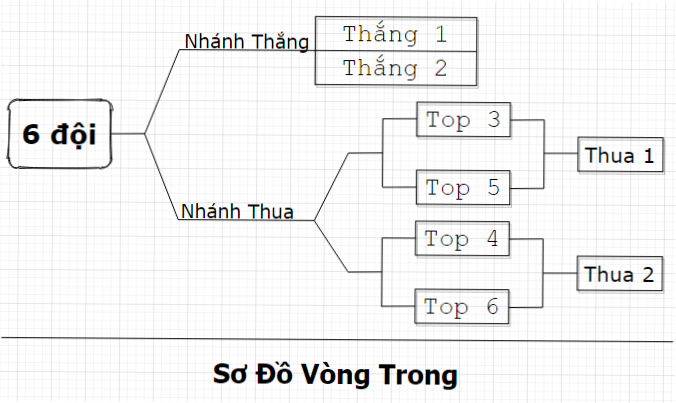 Nhánh Thắng
Thắng 1
Thắng 2
6 đội
Nhánh Thua
Top 3
Top 5
Thua 1
Top 4
Top 6
Thua 2
Sơ Đồ Vòng Trong